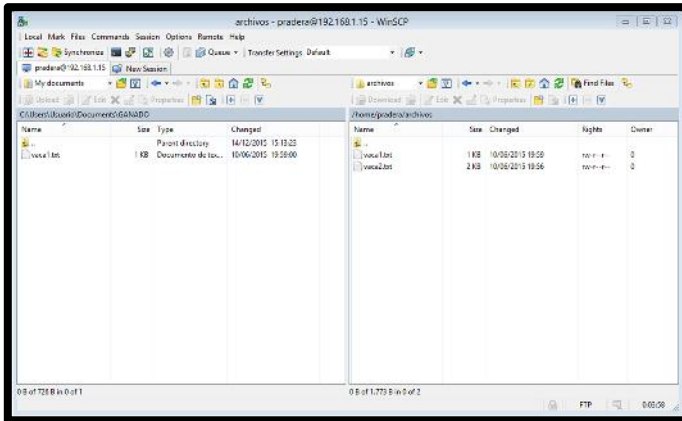 archivos - pradera@192.168.1.15 - WinSCP
Local Mark Files Commands Session Options Remote Help
Synchronize Queue Transfer Settings Default
pradera@192.168.1.15 New Session
My documents archivos Find Files
Upload Edit Properties Download Edit Properties
C:\Users\Usuario\Documents\GANADO /home/pradera/archivos
Name Size Type Changed Name Size Changed Rights Owner
.. Parent directory 14/12/2015 15:13:23 ..
vaca1.txt 1 KB Documento de tex... 10/06/2015 19:59:00 vaca1.txt 1 KB 10/06/2015 19:59 rw-r--r-- 0
vaca2.txt 2 KB 10/06/2015 19:56 rw-r--r-- 0
0 B of 726 B in 0 of 1 0 B of 1,773 B in 0 of 2
FTP 0:03:58